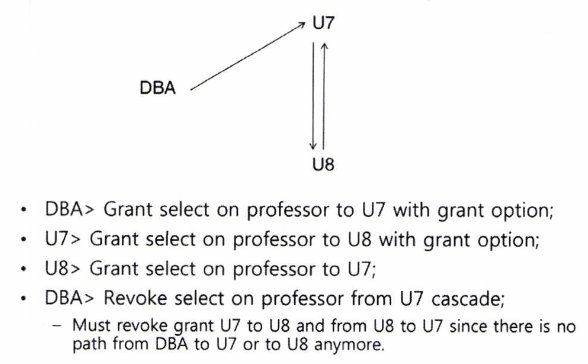 U7
DBA
U8
• DBA> Grant select on professor to U7 with grant option;
• U7> Grant select on professor to U8 with grant option;
• U8> Grant select on professor to U7;
• DBA> Revoke select on professor from U7 cascade;
– Must revoke grant U7 to U8 and from U8 to U7 since there is no
path from DBA to U7 or to U8 anymore.